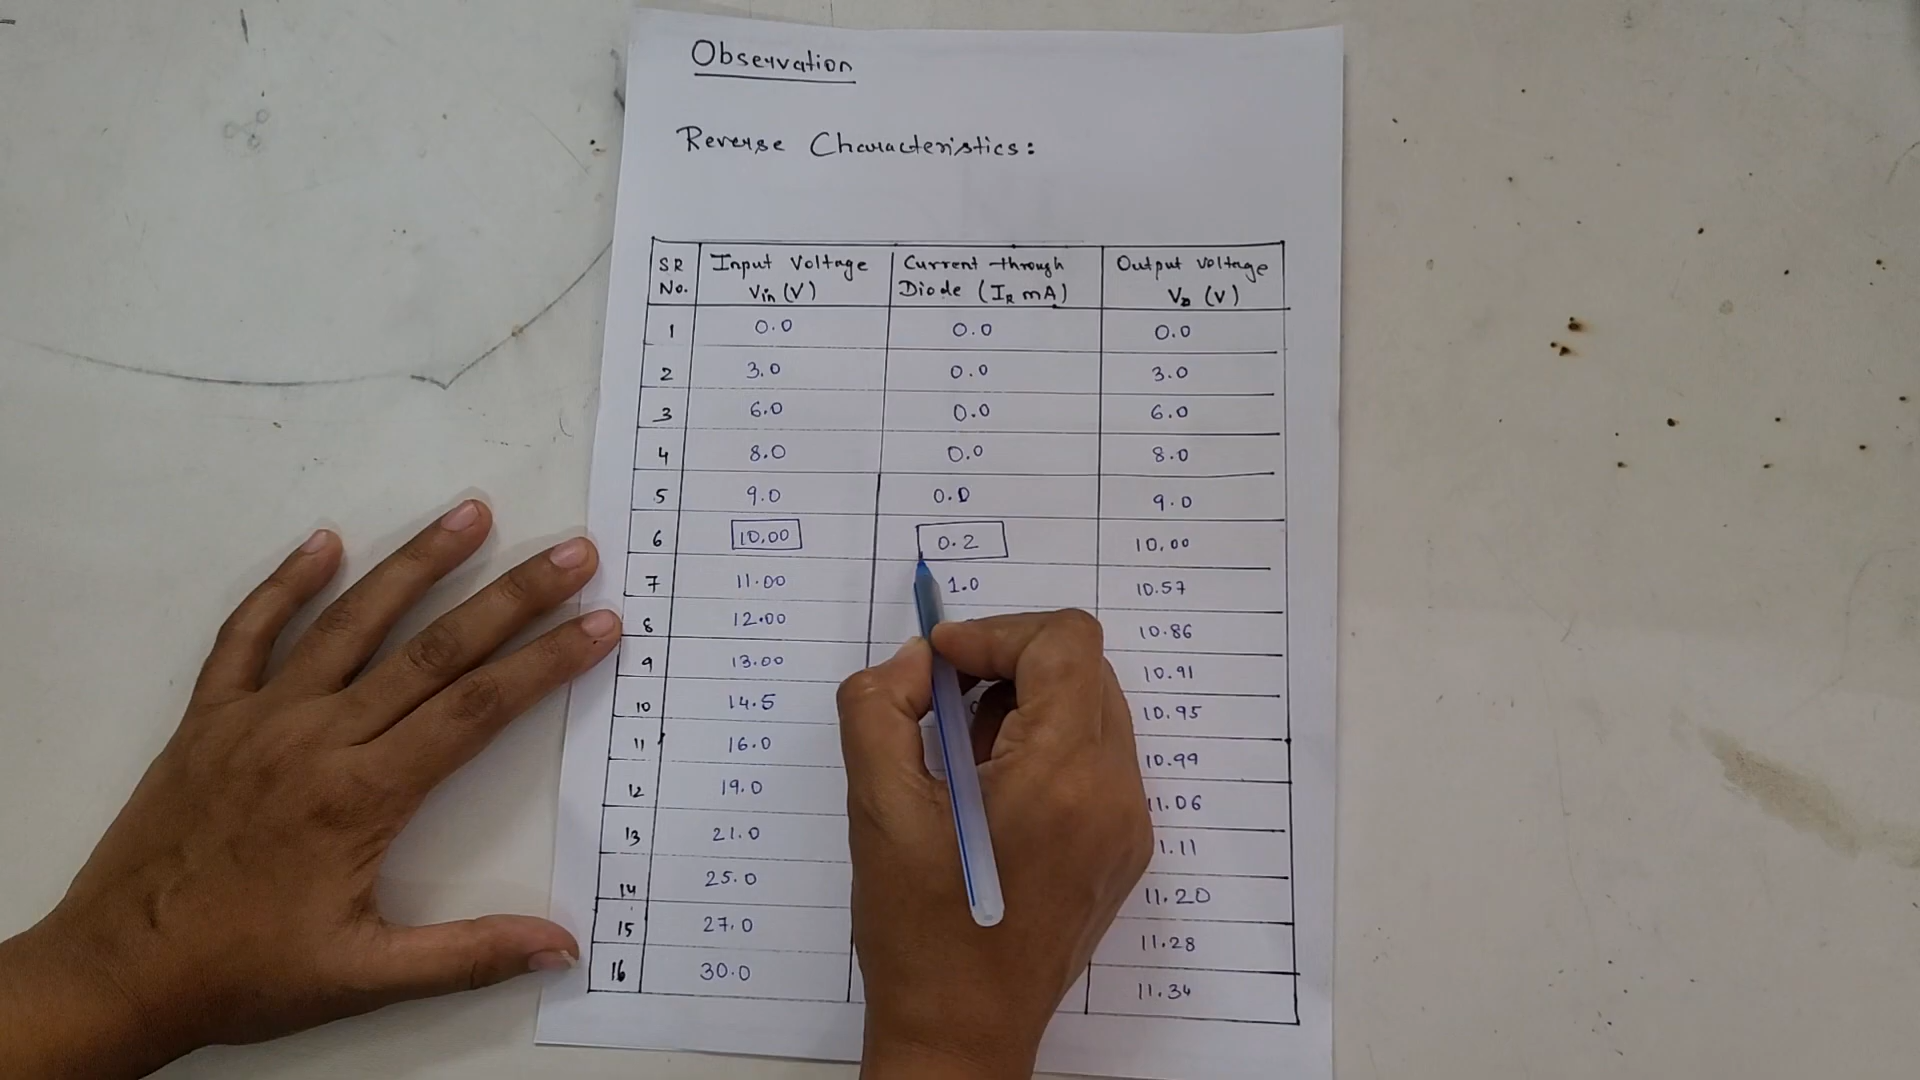 Observation
Reverse Characteristics:
SR No. Input Voltage Vin (V) Current through Diode (IR mA) Output Voltage VD (V)
1 0.0 0.0 0.0
2 3.0 0.0 3.0
3 6.0 0.0 6.0
4 8.0 0.0 8.0
5 9.0 0.0 9.0
6 10.00 0.2 10.00
7 11.00 1.0 10.57
8 12.00 10.86
9 13.00 10.91
10 14.5 10.95
11 16.0 10.99
12 19.0 11.06
13 21.0 1.11
14 25.0 11.20
15 27.0 11.28
16 30.0 11.34